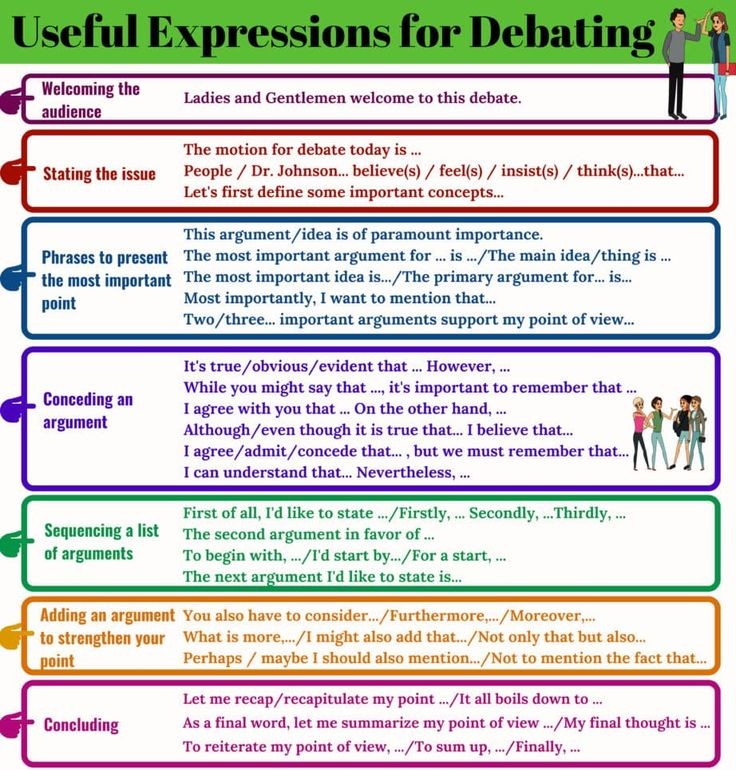 Useful Expressions for Debating
Welcoming the
audience
Ladies and Gentlemen welcome to this debate.
Stating the issue
The motion for debate today is ...
People / Dr. Johnson... believe(s) / feel(s) / insist(s) / think(s)...that...
Let's first define some important concepts...
Phrases to present
the most important
point
This argument/idea is of paramount importance.
The most important argument for ... is .../The main idea/thing is ...
The most important idea is.../The primary argument for... is...
Most importantly, I want to mention that...
Two/three... important arguments support my point of view...
Conceding an
argument
It's true/obvious/evident that ... However, ...
While you might say that ..., it's important to remember that ...
I agree with you that ... On the other hand, ...
Although/even though it is true that... I believe that...
I agree/admit/concede that... , but we must remember that...
I can understand that... Nevertheless, ...
Sequencing a list
of arguments
First of all, I'd like to state .../Firstly, ... Secondly, ...Thirdly, ...
The second argument in favor of ...
To begin with, .../I'd start by.../For a start, ...
The next argument I'd like to state is...
Adding an argument
to strengthen your
point
You also have to consider.../Furthermore,.../Moreover,...
What is more,.../I might also add that.../Not only that but also...
Perhaps / maybe I should also mention.../Not to mention the fact that...
Concluding
Let me recap/recapitulate my point .../It all boils down to ...
As a final word, let me summarize my point of view .../My final thought is ...
To reiterate my point of view, .../To sum up, .../Finally, ...